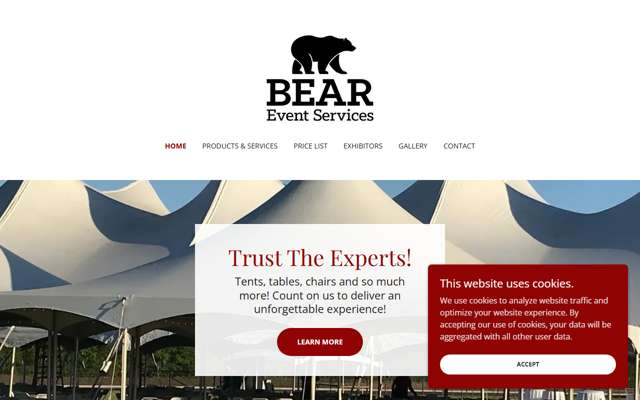 BEAR
Event Services
HOME PRODUCTS & SERVICES PRICE LIST EXHIBITORS GALLERY CONTACT
Trust The Experts!
Tents, tables, chairs and so much
more! Count on us to deliver an
unforgettable experience!
LEARN MORE
This website uses cookies.
We use cookies to analyze website traffic and
optimize your website experience. By
accepting our use of cookies, your data will be
aggregated with all other user data.
ACCEPT